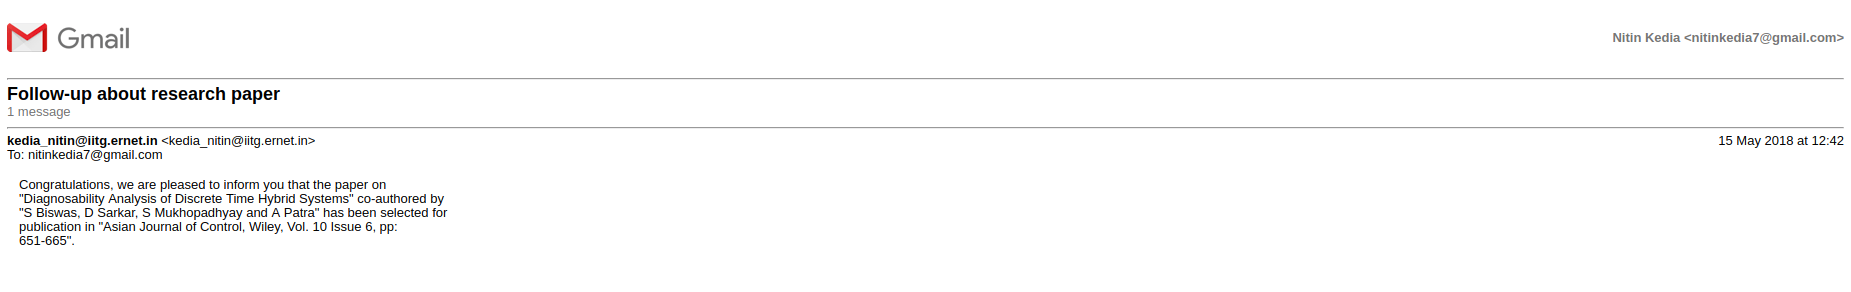 Gmail
Nitin Kedia <nitinkedia7@gmail.com>
Follow-up about research paper
1 message
kedia_nitin@iitg.ernet.in <kedia_nitin@iitg.ernet.in>
15 May 2018 at 12:42
To: nitinkedia7@gmail.com
Congratulations, we are pleased to inform you that the paper on
"Diagnosability Analysis of Discrete Time Hybrid Systems" co-authored by
"S Biswas, D Sarkar, S Mukhopadhyay and A Patra" has been selected for
publication in "Asian Journal of Control, Wiley, Vol. 10 Issue 6, pp:
651-665".